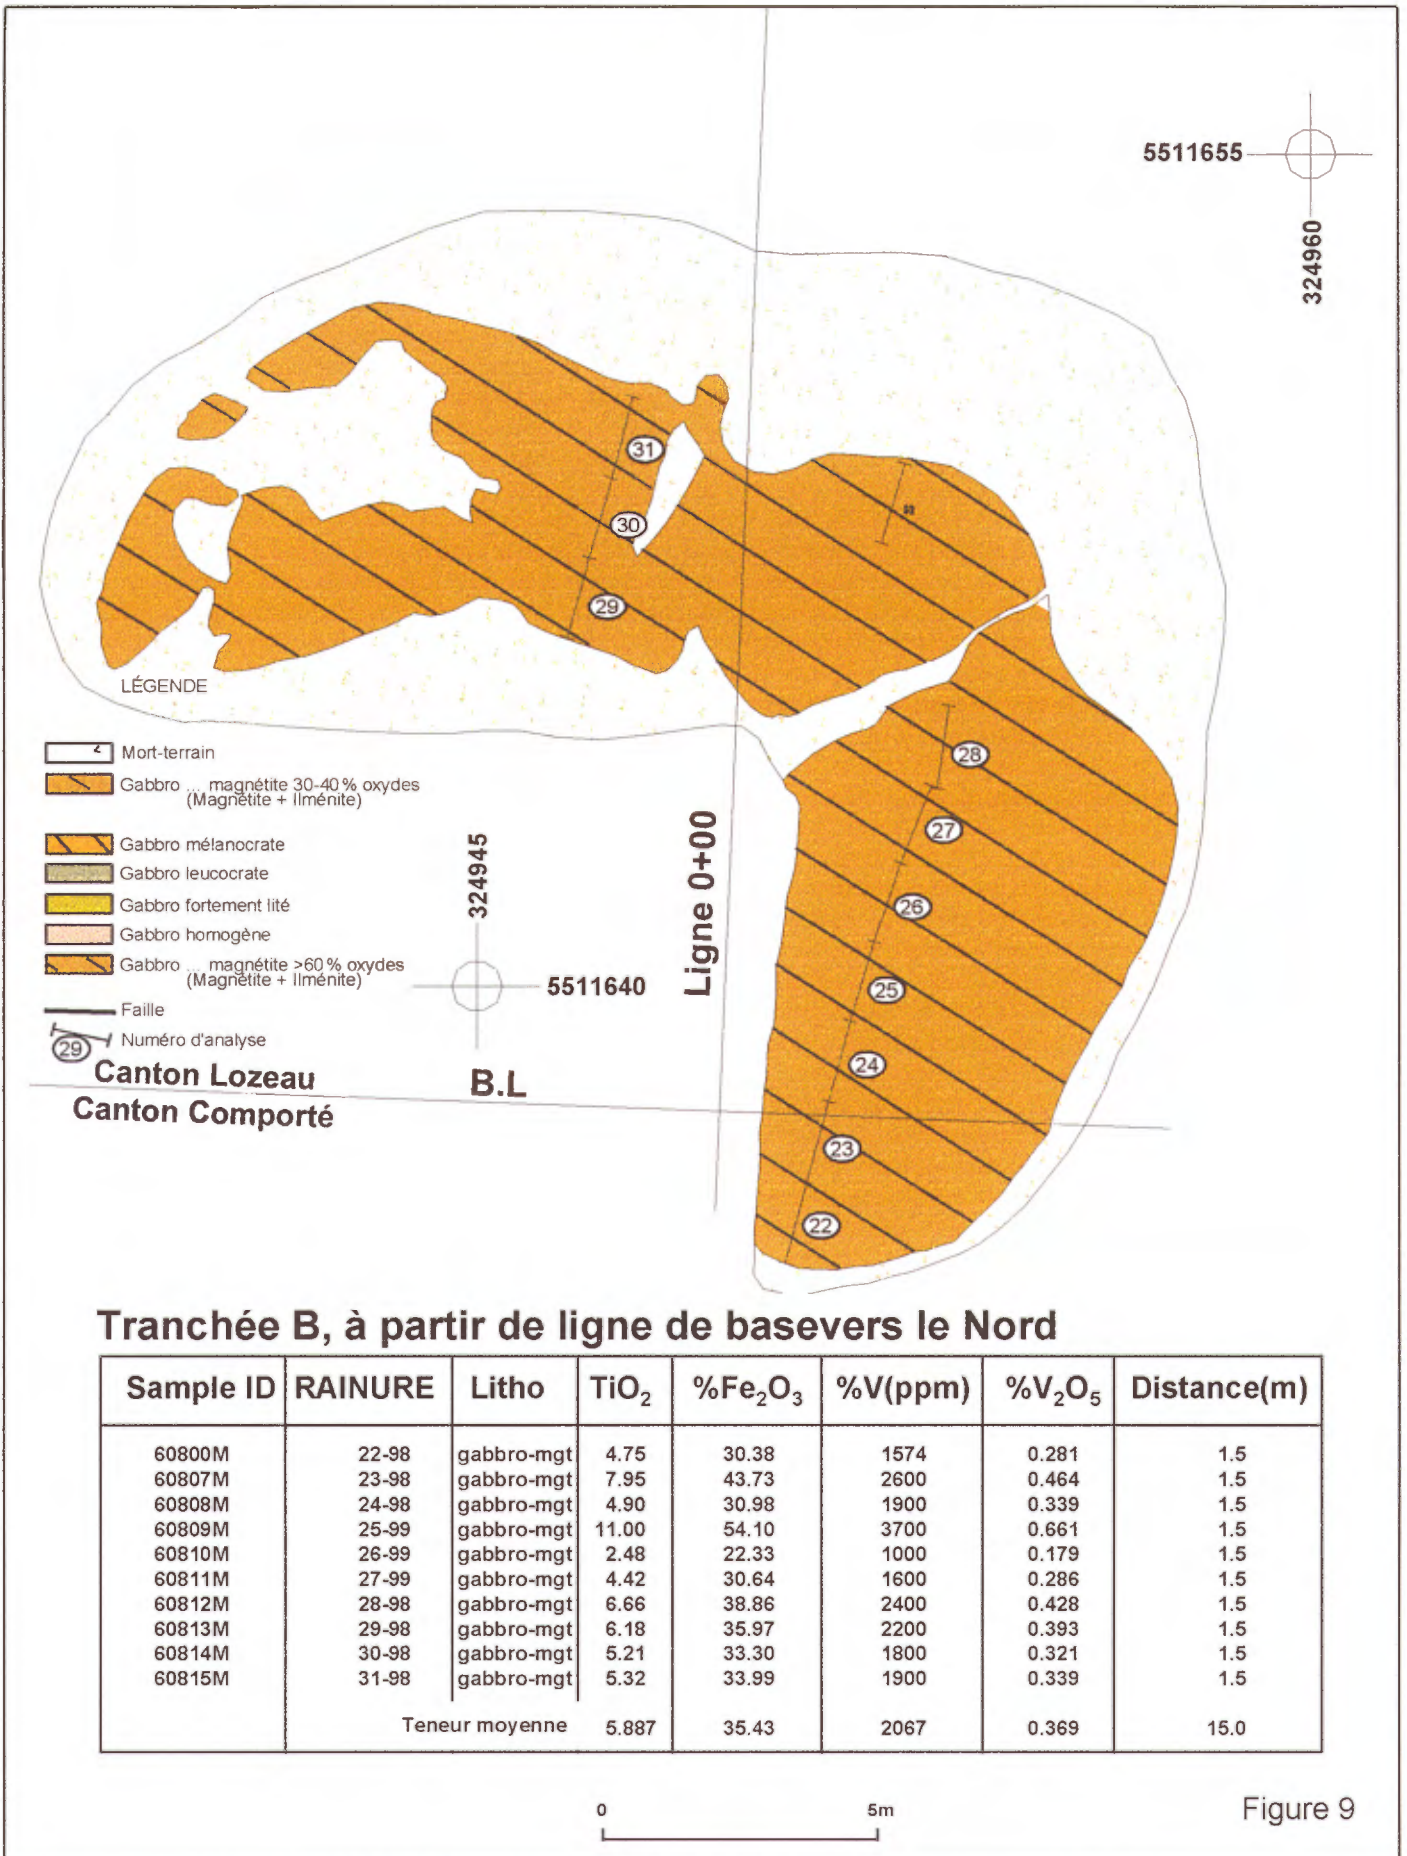 5511655
324960
31
30
29
28
27
26
25
24
23
22
LÉGENDE
Mort-terrain
Gabbro ... magnétite 30-40% oxydes
(Magnétite + Ilménite)
Gabbro mélanocrate
Gabbro leucocrate
Gabbro fortement lité
Gabbro homogène
Gabbro ... magnétite >60% oxydes
(Magnétite + Ilménite)
Faille
29 Numéro d'analyse
324945
5511640
Ligne 0+00
Canton Lozeau
B.L
Canton Comporté
Tranchée B, à partir de ligne de basevers le Nord
Sample ID RAINURE Litho TiO2 %Fe2O3 %V(ppm) %V2O5 Distance(m)
60800M 22-98 gabbro-mgt 4.75 30.38 1574 0.281 1.5
60807M 23-98 gabbro-mgt 7.95 43.73 2600 0.464 1.5
60808M 24-98 gabbro-mgt 4.90 30.98 1900 0.339 1.5
60809M 25-99 gabbro-mgt 11.00 54.10 3700 0.661 1.5
60810M 26-99 gabbro-mgt 2.48 22.33 1000 0.179 1.5
60811M 27-99 gabbro-mgt 4.42 30.64 1600 0.286 1.5
60812M 28-98 gabbro-mgt 6.66 38.86 2400 0.428 1.5
60813M 29-98 gabbro-mgt 6.18 35.97 2200 0.393 1.5
60814M 30-98 gabbro-mgt 5.21 33.30 1800 0.321 1.5
60815M 31-98 gabbro-mgt 5.32 33.99 1900 0.339 1.5
Teneur moyenne 5.887 35.43 2067 0.369 15.0
0 5m
Figure 9